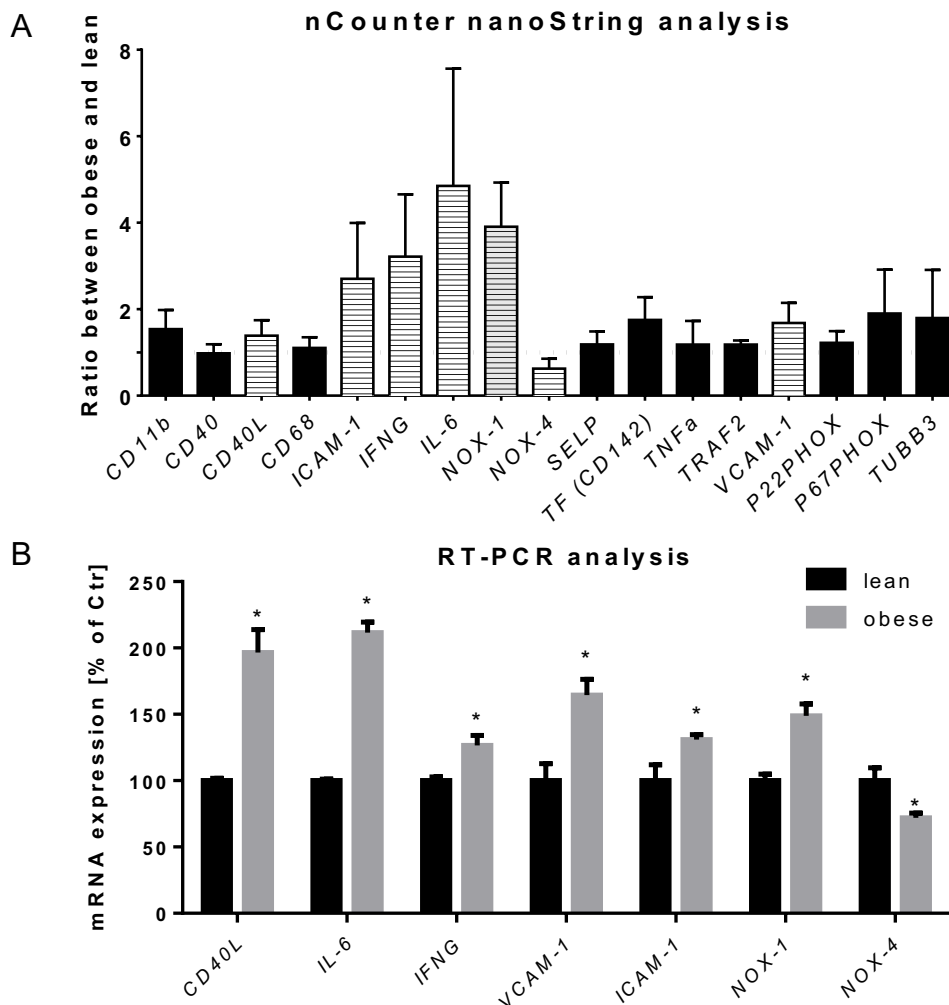 A
nCounter nanoString analysis
Ratio between obese and lean
8
6
4
2
0
CD11b
CD40
CD40L
CD68
ICAM-1
IFNG
IL-6
NOX-1
NOX-4
SELP
TF (CD142)
TNFa
TRAF2
VCAM-1
P22PHOX
P67PHOX
TUBB3
B
RT-PCR analysis
mRNA expression [% of Ctr]
250
200
150
100
50
0
lean
obese
*
*
*
*
*
*
*
CD40L
IL-6
IFNG
VCAM-1
ICAM-1
NOX-1
NOX-4